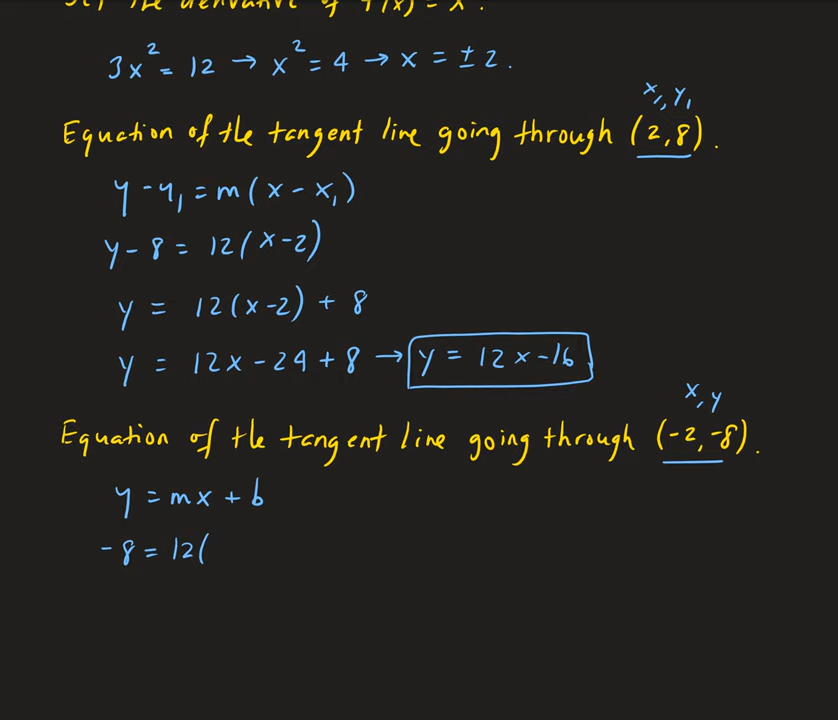 3x² = 12 → x² = 4 → x = ± 2.
x₁, y₁
Equation of the tangent line going through (2,8).
y - y₁ = m(x - x₁)
y - 8 = 12(x-2)
y = 12(x-2) + 8
y = 12x - 24 + 8 → y = 12x-16
x, y
Equation of the tangent line going through (-2,-8).
y = mx + b
-8 = 12(